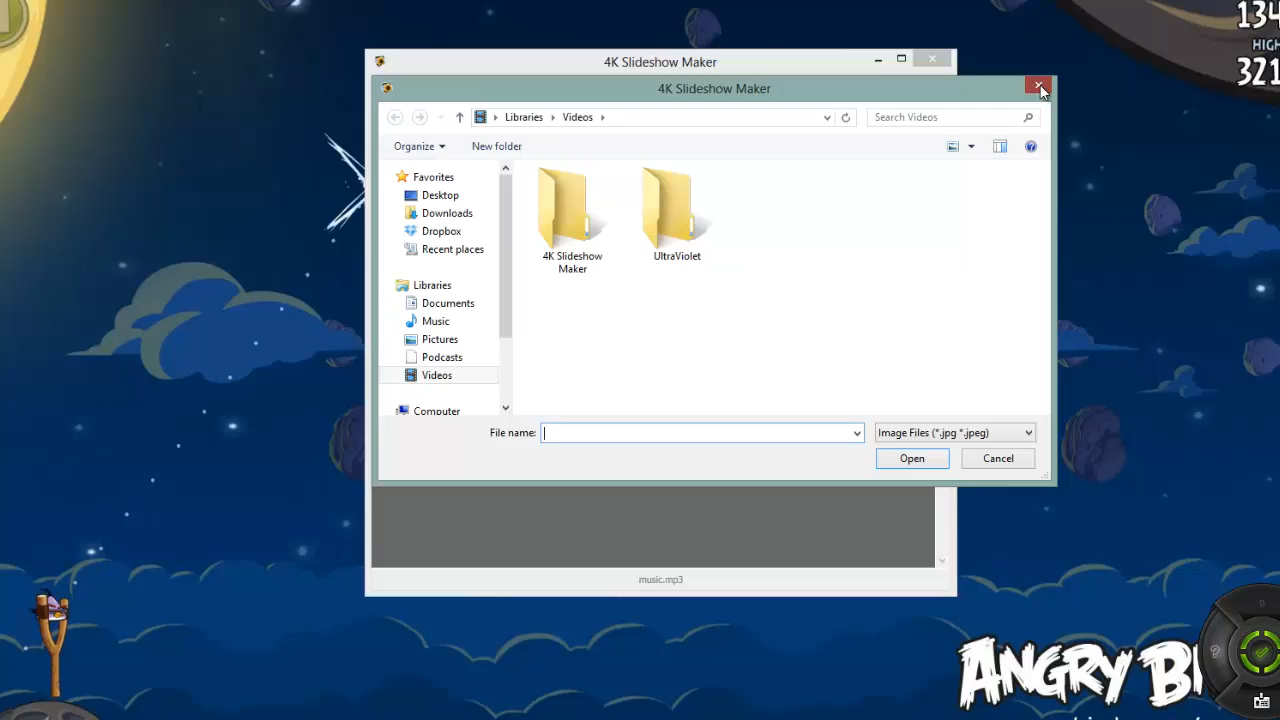 134
HIGH
321
4K Slideshow Maker
4K Slideshow Maker
Libraries
Videos
Search Videos
Organize
New folder
Favorites
Desktop
Downloads
Dropbox
Recent places
Libraries
Documents
Music
Pictures
Podcasts
Videos
Computer
4K Slideshow
Maker
UltraViolet
File name:
Image Files (*.jpg *.jpeg)
Open
Cancel
music.mp3
ANGRY BI